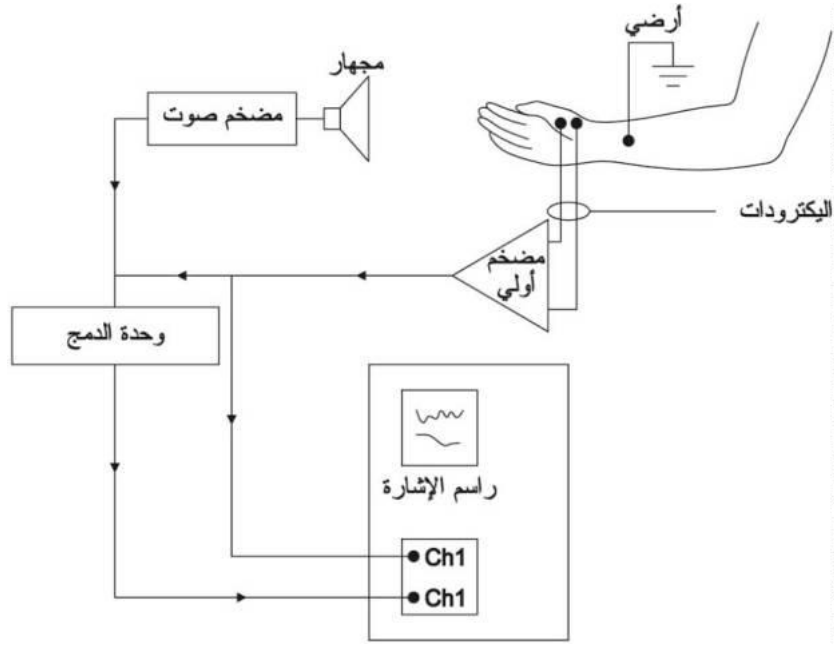 أرضي
مجهار
مضخم صوت
اليكترودات
مضخم
أولي
وحدة الدمج
راسم الإشارة
Ch1
Ch1